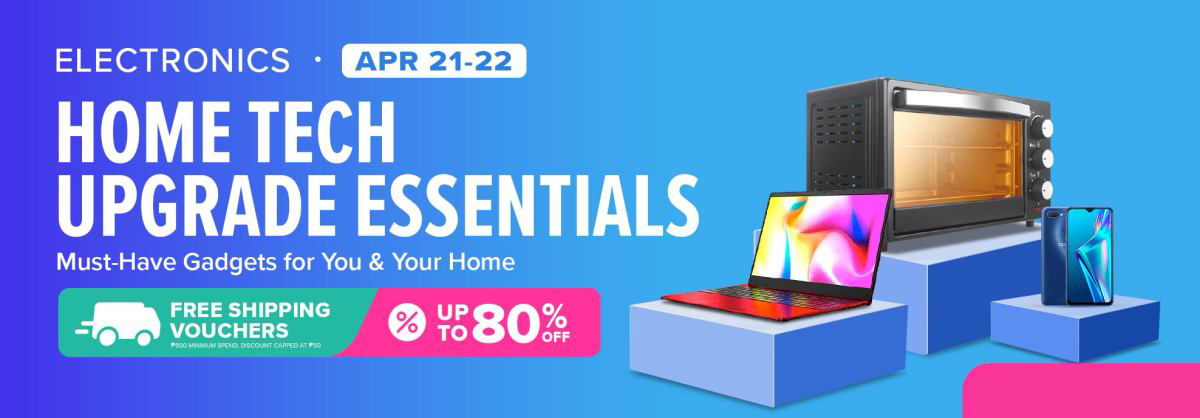 ELECTRONICS · APR 21-22
HOME TECH
UPGRADE ESSENTIALS
Must-Have Gadgets for You & Your Home
FREE SHIPPING
VOUCHERS
₱500 MINIMUM SPEND, DISCOUNT CAPPED AT ₱50
%
UP
TO
80%
OFF